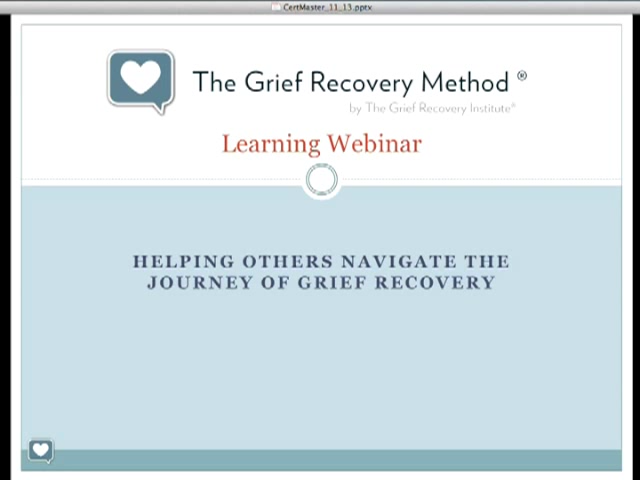 CertMaster_11_13.pptx
The Grief Recovery Method ®
by The Grief Recovery Institute®
Learning Webinar
HELPING OTHERS NAVIGATE THE
JOURNEY OF GRIEF RECOVERY